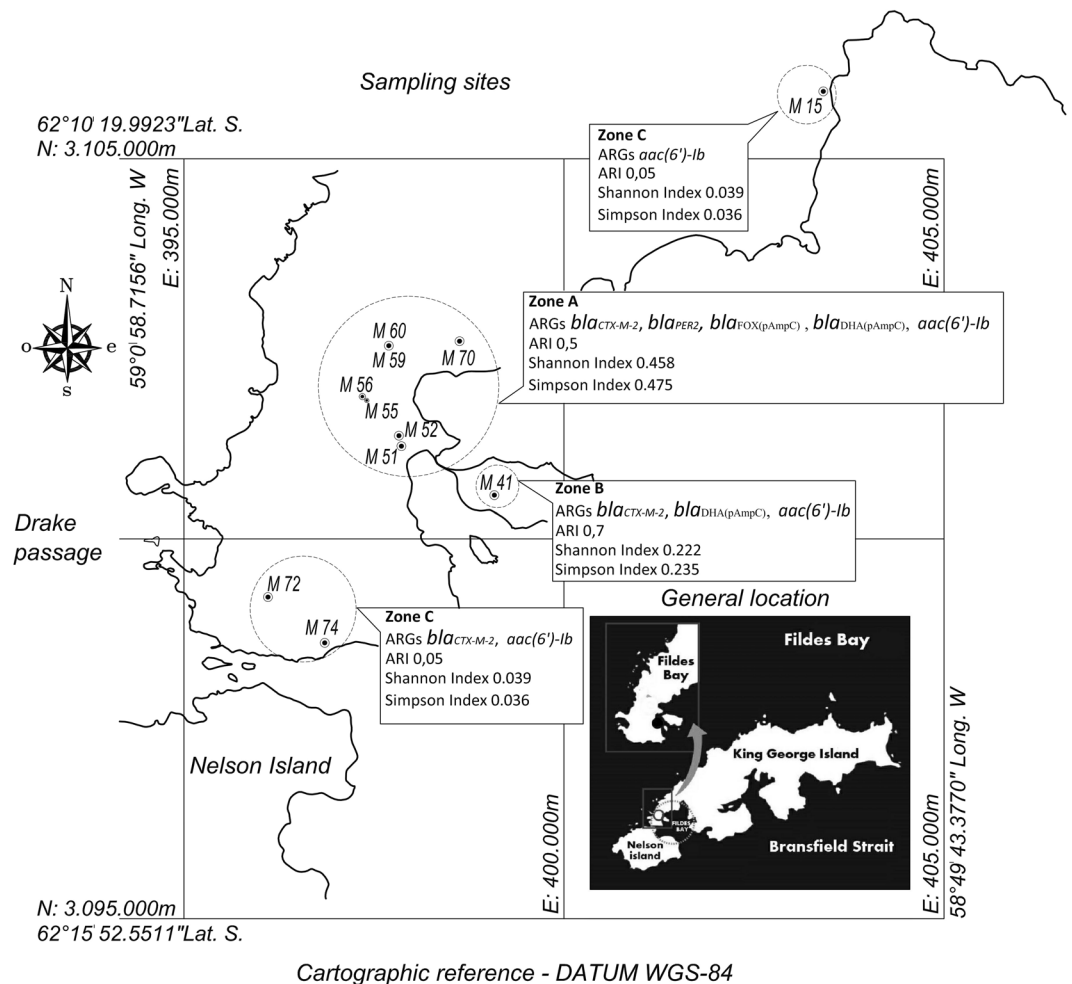 Sampling sites
62°10' 19.9923"Lat. S.
N: 3.105.000m
59°0' 58.7156" Long. W
E: 395.000m
E: 405.000m
M 15
Zone C
ARGs aac(6')-Ib
ARI 0,05
Shannon Index 0.039
Simpson Index 0.036
N
o
e
s
M 60
M 59
M 70
M 56
M 55
M 52
M 51
Zone A
ARGs blaCTX-M-2, blaPER2, blaFOX(pAmpC) , blaDHA(pAmpC), aac(6')-Ib
ARI 0,5
Shannon Index 0.458
Simpson Index 0.475
M 41
Zone B
ARGs blaCTX-M-2, blaDHA(pAmpC), aac(6')-Ib
ARI 0,7
Shannon Index 0.222
Simpson Index 0.235
Drake
passage
M 72
M 74
Zone C
ARGs blaCTX-M-2, aac(6')-Ib
ARI 0,05
Shannon Index 0.039
Simpson Index 0.036
Nelson Island
General location
Fildes Bay
Fildes
Bay
King George Island
FILDES
BAY
Nelson
island
Bransfield Strait
E: 400.000m
E: 405.000m
58°49' 43.3770" Long. W
N: 3.095.000m
62°15' 52.5511"Lat. S.
Cartographic reference - DATUM WGS-84